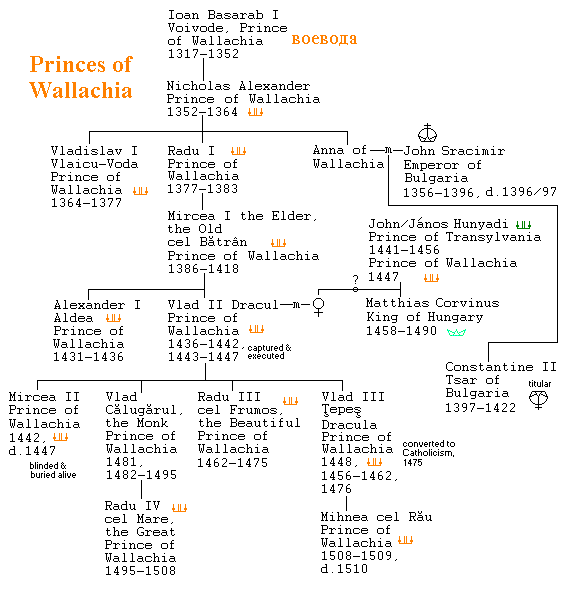 Princes of
Wallachia
Ioan Basarab I
Voivode, Prince
of Wallachia
1317–1352
воевода
Nicholas Alexander
Prince of Wallachia
1352–1364
Vladislav I
Vlaicu-Voda
Prince of
Wallachia
1364–1377
Radu I
Prince of
Wallachia
1377–1383
Anna of
Wallachia
m
John Sracimir
Emperor of
Bulgaria
1356–1396, d.1396/97
Mircea I the Elder,
the Old
cel Bătrân
Prince of Wallachia
1386–1418
John/János Hunyadi
Prince of Transylvania
1441–1456
Prince of Wallachia
1447
Alexander I
Aldea
Prince of
Wallachia
1431–1436
Vlad II Dracul
Prince of
Wallachia
1436–1442,
1443–1447
captured &
executed
m
♀
?
Matthias Corvinus
King of Hungary
1458–1490
Constantine II
Tsar of
Bulgaria
1397–1422
titular
Mircea II
Prince of
Wallachia
1442,
d.1447
blinded &
buried alive
Vlad
Călugărul,
the Monk
Prince of
Wallachia
1481,
1482–1495
Radu III
cel Frumos,
the Beautiful
Prince of
Wallachia
1462–1475
Vlad III
Ţepeş
Dracula
Prince of
Wallachia
1448,
1456–1462,
1476
converted to
Catholicism,
1475
Radu IV
cel Mare,
the Great
Prince of
Wallachia
1495–1508
Mihnea cel Rău
Prince of
Wallachia
1508–1509,
d.1510